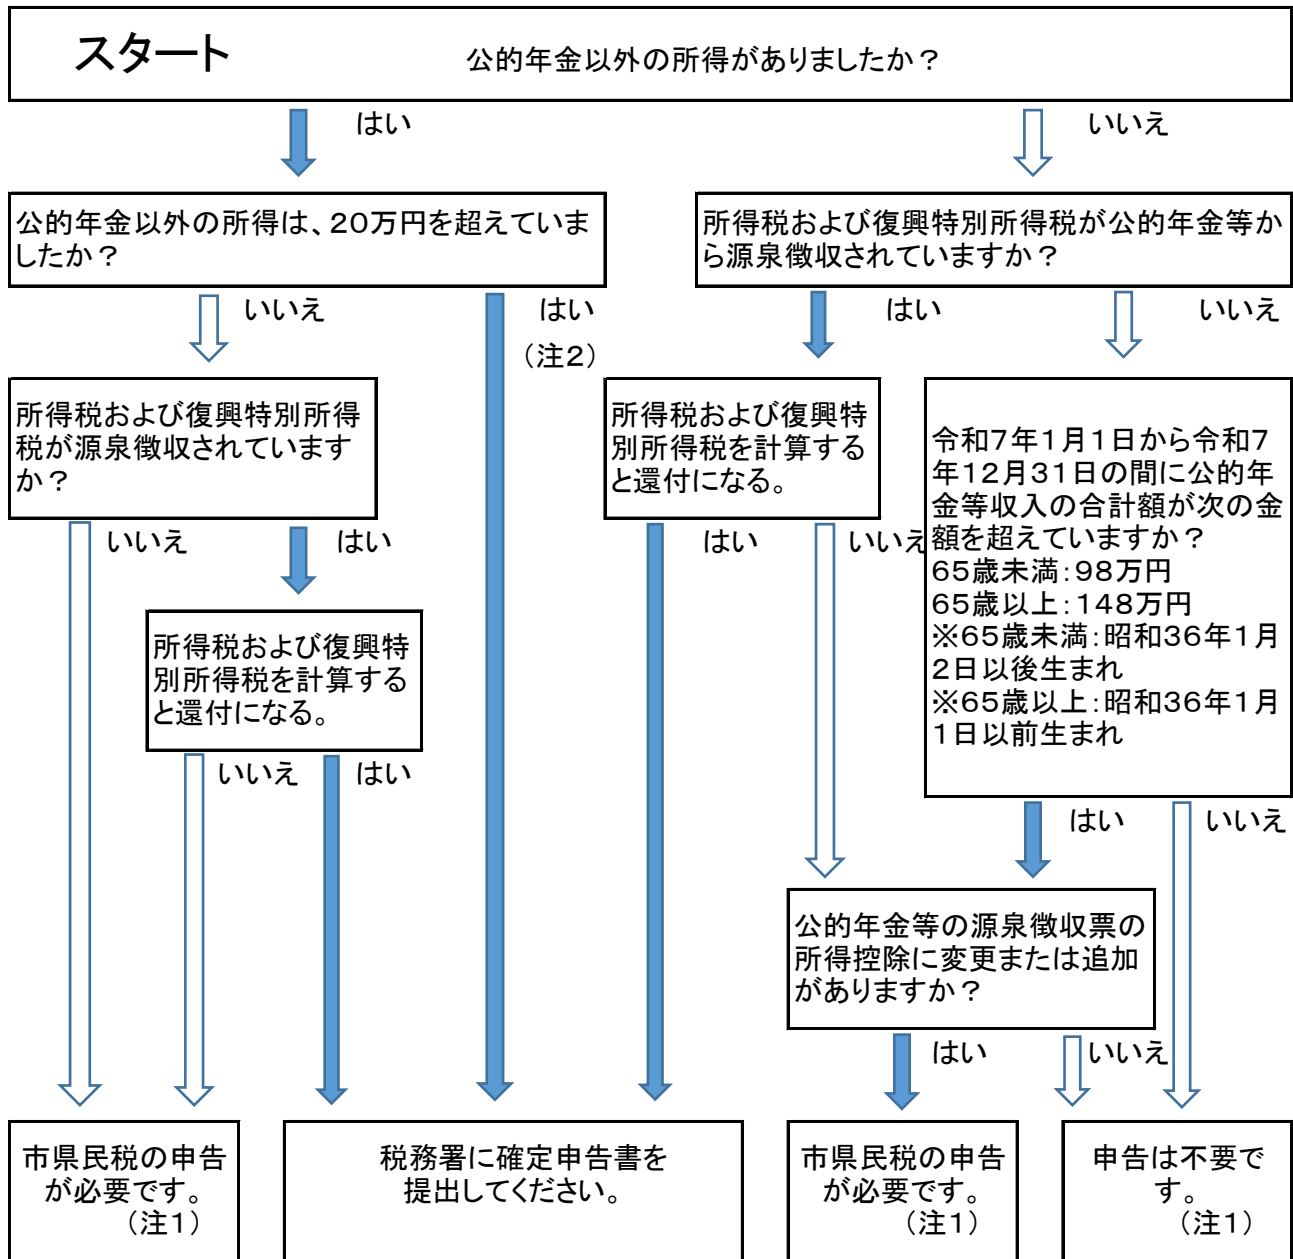 スタート
公的年金以外の所得がありましたか？
はい
いいえ
公的年金以外の所得は、２０万円を超えていま
したか？
所得税および復興特別所得税が公的年金等か
ら源泉徴収されていますか？
いいえ
はい
（注２）
はい
いいえ
所得税および復興特別所得
税が源泉徴収されています
か？
所得税および復興特
別所得税を計算する
と還付になる。
令和７年１月１日から令和７
年１２月３１日の間に公的年
金等収入の合計額が次の金
額を超えていますか？
６５歳未満：９８万円
６５歳以上：１４８万円
※６５歳未満：昭和３６年１月
２日以後生まれ
※６５歳以上：昭和３６年１月
１日以前生まれ
いいえ
はい
はい
いいえ
所得税および復興特
別所得税を計算する
と還付になる。
いいえ
はい
はい
いいえ
公的年金等の源泉徴収票の
所得控除に変更または追加
がありますか？
はい
いいえ
市県民税の申告
が必要です。
（注１）
税務署に確定申告書を
提出してください。
市県民税の申告
が必要です。
（注１）
申告は不要で
す。
（注１）